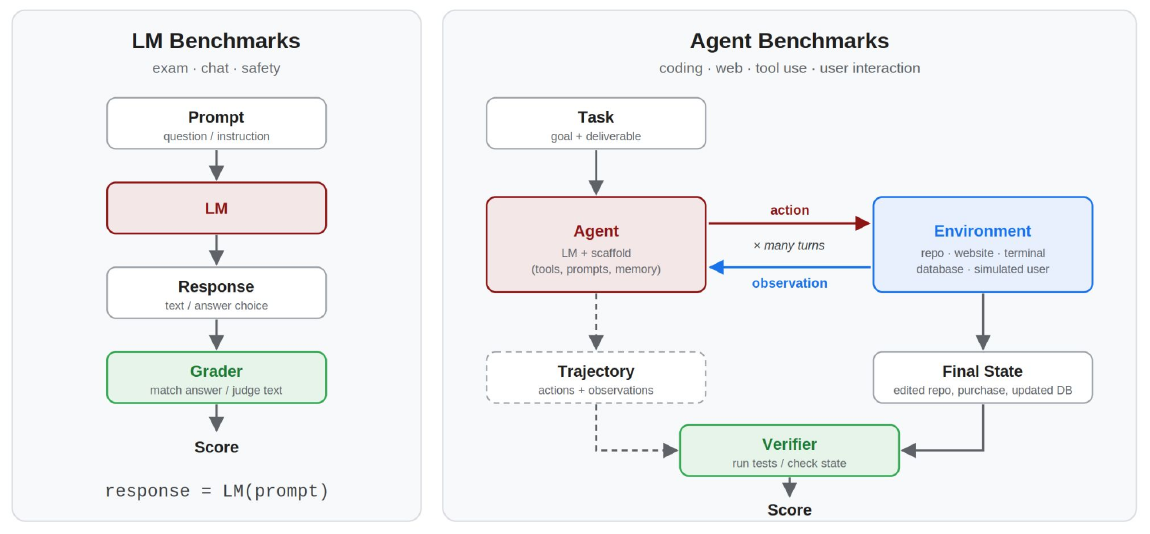 LM Benchmarks
exam · chat · safety
Prompt
question / instruction
LM
Response
text / answer choice
Grader
match answer / judge text
Score
response = LM(prompt)
Agent Benchmarks
coding · web · tool use · user interaction
Task
goal + deliverable
Agent
LM + scaffold
(tools, prompts, memory)
action
× many turns
observation
Environment
repo · website · terminal
database · simulated user
Trajectory
actions + observations
Final State
edited repo, purchase, updated DB
Verifier
run tests / check state
Score